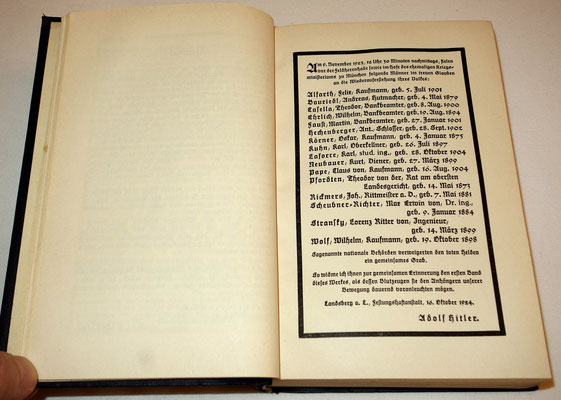 Am 9. November 1923, 12 Uhr 30 Minuten nachmittags, fielen
vor der Feldherrnhalle sowie im Hofe des ehemaligen Kriegs-
ministeriums zu München folgende Männer im treuen Glauben
an die Wiederauferstehung ihres Volkes:
Alfarth, Felix, Kaufmann, geb. 5. Juli 1901
Bauriedl, Andreas, Hutmacher, geb. 4. Mai 1879
Casella, Theodor, Bankbeamter, geb. 8. Aug. 1900
Ehrlich, Wilhelm, Bankbeamter, geb. 19. Aug. 1894
Faust, Martin, Bankbeamter, geb. 27. Januar 1901
Hechenberger, Ant., Schlosser, geb. 28. Sept. 1902
Körner, Oskar, Kaufmann, geb. 4. Januar 1875
Kuhn, Karl, Oberkellner, geb. 26. Juli 1897
Laforce, Karl, stud. ing., geb. 28. Oktober 1904
Neubauer, Kurt, Diener, geb. 27. März 1899
Pape, Claus von, Kaufmann, geb. 16. Aug. 1904
Pfordten, Theodor von der, Rat am obersten
Landesgericht, geb. 14. Mai 1873
Rickmers, Joh., Rittmeister a. D., geb. 7. Mai 1881
Scheubner-Richter, Max Erwin von, Dr. ing.,
geb. 9. Januar 1884
Stransky, Lorenz Ritter von, Ingenieur,
geb. 14. März 1899
Wolf, Wilhelm, Kaufmann, geb. 19. Oktober 1898
Sogenannte nationale Behörden verweigerten den toten Helden
ein gemeinsames Grab.
So widme ich ihnen zur gemeinsamen Erinnerung den ersten Band
dieses Werkes, als dessen Blutzeugen sie den Anhängern unserer
Bewegung dauernd voranleuchten mögen.
Landsberg a. L., Festungshaftanstalt, 16. Oktober 1924.
Adolf Hitler.